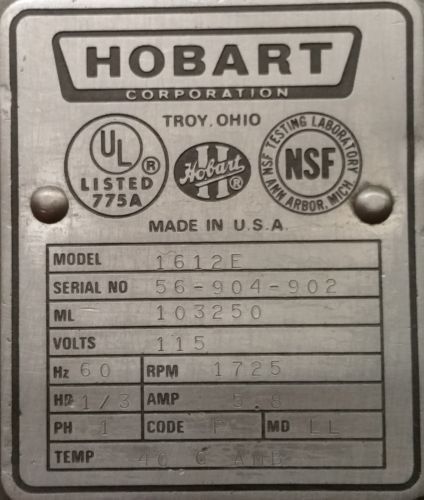 HOBART
CORPORATION
TROY, OHIO
UL ® LISTED 775A
Hobart H ®
NSF TESTING LABORATORY ANN ARBOR, MICH. NSF
MADE IN U.S.A.
MODEL 1612E
SERIAL NO 56-904-902
ML 103250
VOLTS 115
Hz 60 RPM 1725
HP 1/3 AMP 5.8
PH 1 CODE P MD LL
TEMP 40 C AMB